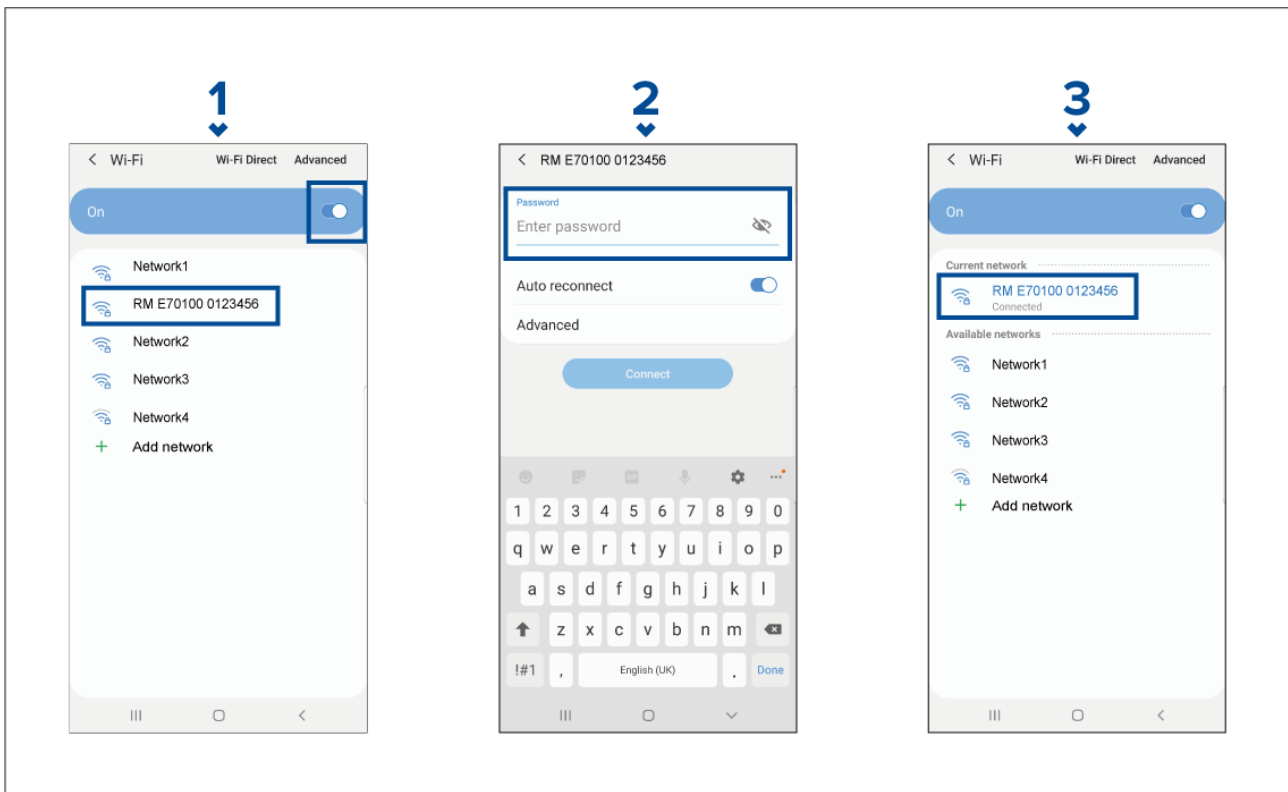 1
Wi-Fi Wi-Fi Direct Advanced
On
Network1
RM E70100 0123456
Network2
Network3
Network4
+ Add network
2
RM E70100 0123456
Password
Enter password
Auto reconnect
Advanced
Connect
1 2 3 4 5 6 7 8 9 0
q w e r t y u i o p
a s d f g h j k l
z x c v b n m
!#1 , English (UK) . Done
3
Wi-Fi Wi-Fi Direct Advanced
On
Current network
RM E70100 0123456
Connected
Available networks
Network1
Network2
Network3
Network4
+ Add network